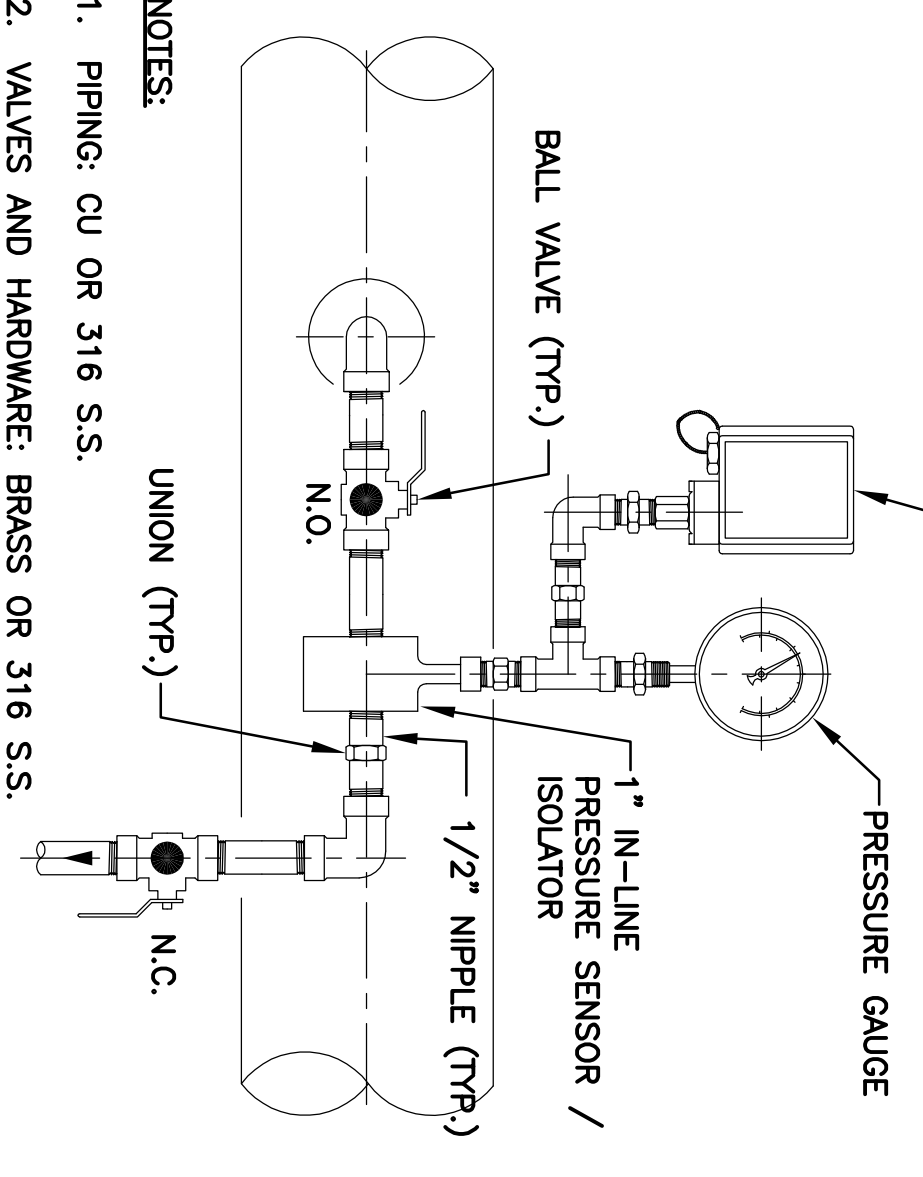 PRESSURE GAUGE
1" IN-LINE
PRESSURE SENSOR /
ISOLATOR
BALL VALVE (TYP.)
1/2" NIPPLE (TYP.)
N.O.
UNION (TYP.)
N.C.
NOTES:
1. PIPING: CU OR 316 S.S.
2. VALVES AND HARDWARE: BRASS OR 316 S.S.